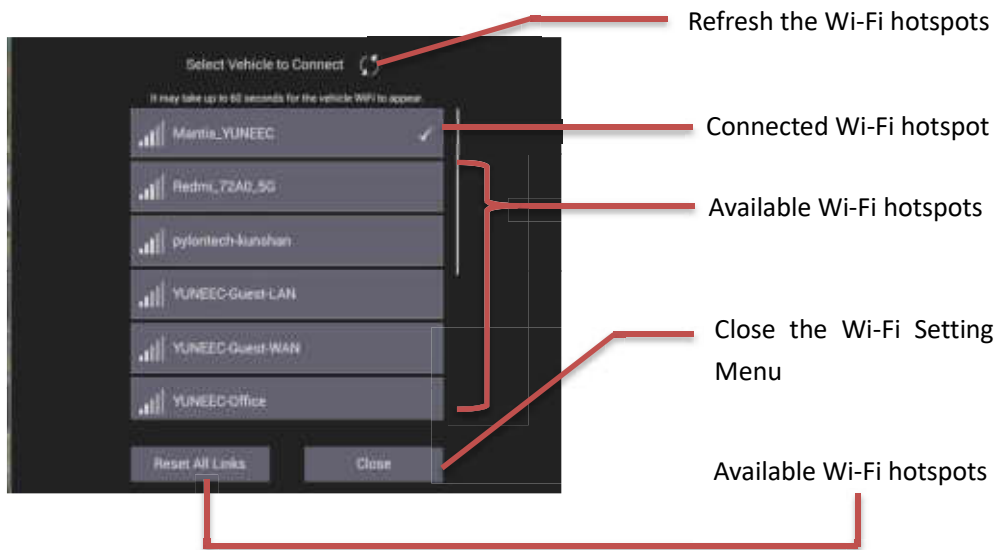 Refresh the Wi-Fi hotspots
Select Vehicle to Connect
It may take up to 60 seconds for the vehicle WiFi to appear.
Mantis_YUNEEC
Connected Wi-Fi hotspot
Redmi_72A0_5G
Available Wi-Fi hotspots
pylontech-kunshan
YUNEEC-Guest-LAN
Close the Wi-Fi Setting
Menu
YUNEEC-Guest-WAN
YUNEEC-Office
Reset All Links
Close
Available Wi-Fi hotspots